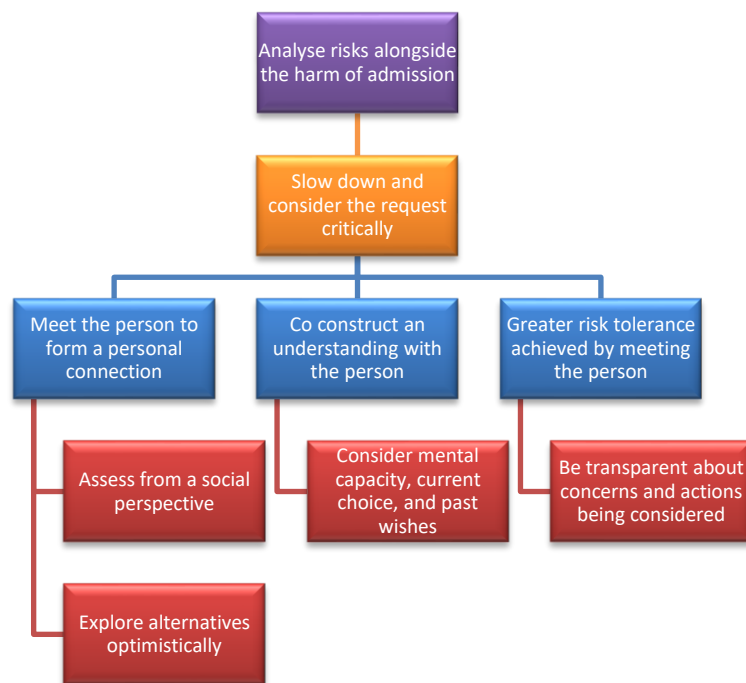 Analyse risks alongside
the harm of admission
Slow down and
consider the request
critically
Meet the person to
form a personal
connection
Co construct an
understanding with
the person
Greater risk tolerance
achieved by meeting
the person
Assess from a social
perspective
Consider mental
capacity, current
choice, and past
wishes
Be transparent about
concerns and actions
being considered
Explore alternatives
optimistically